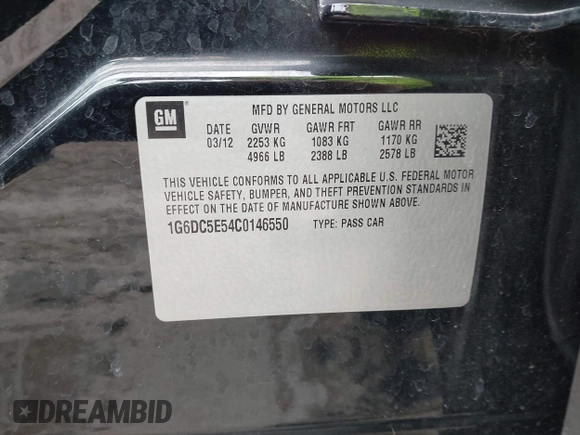 GM
MFD BY GENERAL MOTORS LLC
DATE GVWR GAWR FRT GAWR RR
03/12 2253 KG 1083 KG 1170 KG
4966 LB 2388 LB 2578 LB
THIS VEHICLE CONFORMS TO ALL APPLICABLE U.S. FEDERAL MOTOR
VEHICLE SAFETY, BUMPER, AND THEFT PREVENTION STANDARDS IN
EFFECT ON THE DATE OF MANUFACTURE SHOWN ABOVE.
1G6DC5E54C0146550 TYPE: PASS CAR
DREAMBID